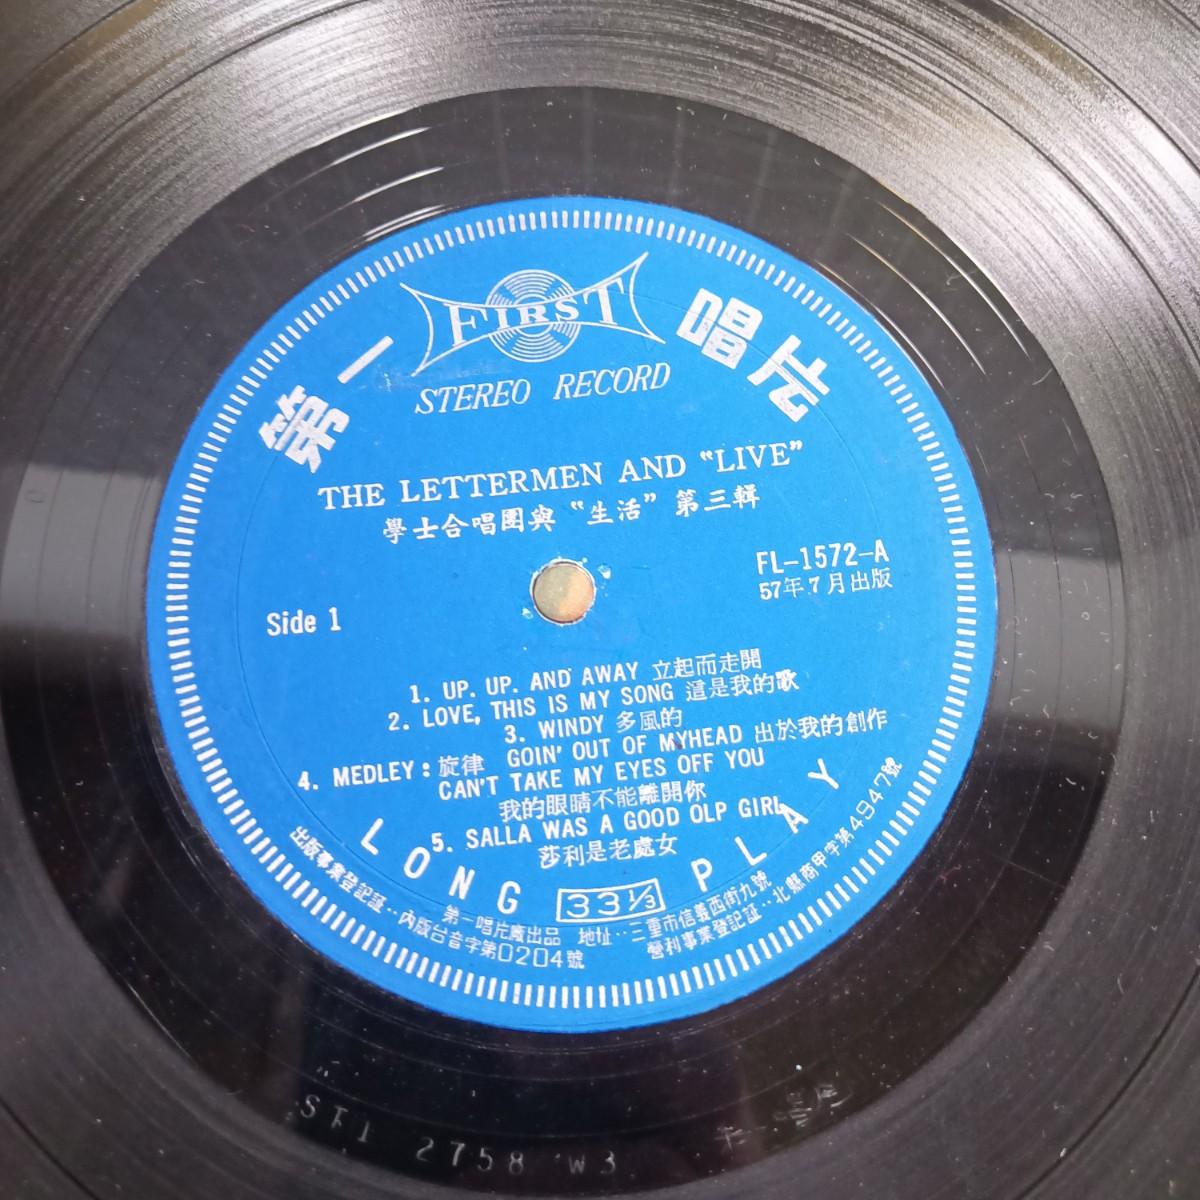 第一唱片
FIRST
STEREO RECORD
THE LETTERMEN AND "LIVE"
學士合唱團與 "生活" 第三輯
FL-1572-A
57年7月出版
Side 1
1. UP. UP. AND AWAY 立起而走開
2. LOVE, THIS IS MY SONG 這是我的歌
3. WINDY 多風的
4. MEDLEY: 旋律 GOIN' OUT OF MYHEAD 出於我的創作
CAN'T TAKE MY EYES OFF YOU
我的眼睛不能離開你
5. SALLA WAS A GOOD OLP GIRL
莎利是老處女
LONG PLAY
33 1/3
第一唱片廠出品 地址:三重市信義西街九號
出版事業登記証:內版台音字第0204號
營利事業登記証:北縣商甲字第4947號
ST1 2758 W3